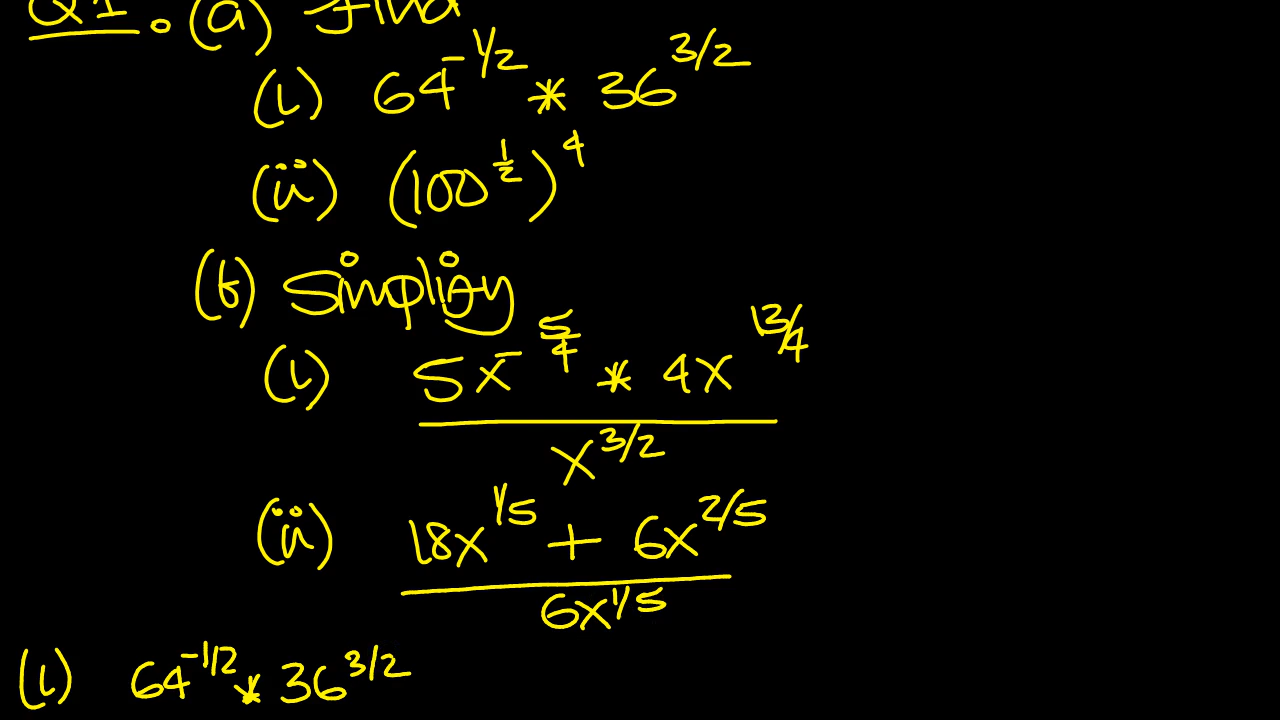 Q1. (a) Find
(i) 64^-1/2 * 36^3/2
(ii) (100^1/2)^4
(b) Simplify
(i) 5x^-5/4 * 4x^13/4
x^3/2
(ii) 18x^1/5 + 6x^2/5
6x^1/5
(i) 64^-1/2 * 36^3/2